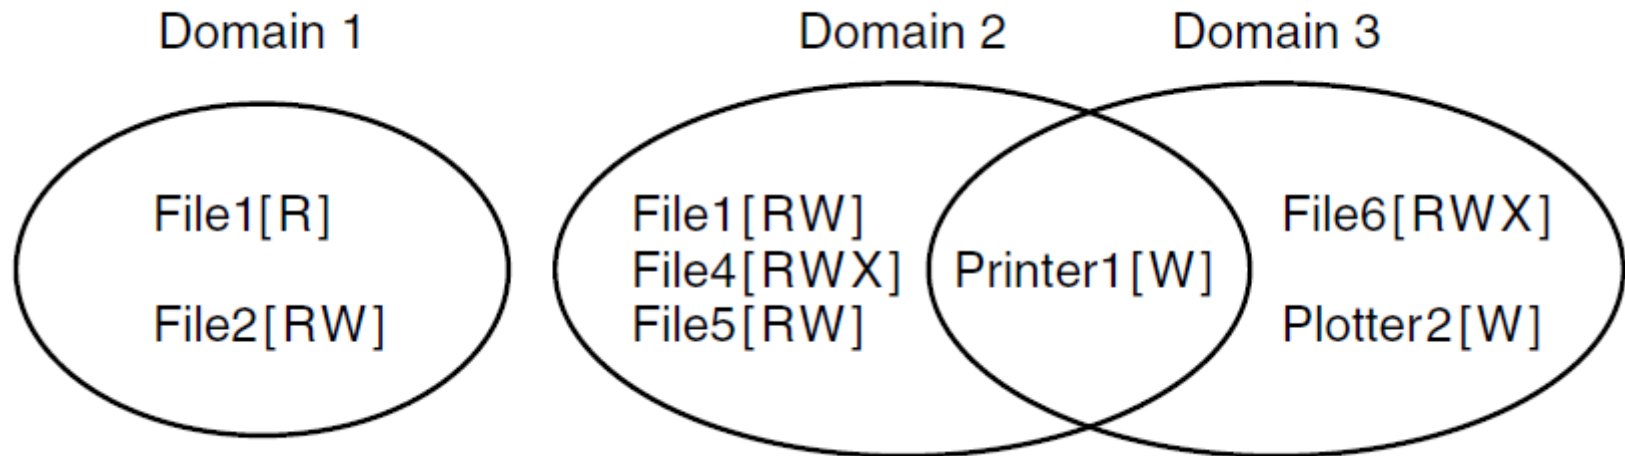 Domain 1
Domain 2
Domain 3
File1[R]
File2[RW]
File1[RW]
File4[RWX]
File5[RW]
Printer1[W]
File6[RWX]
Plotter2[W]